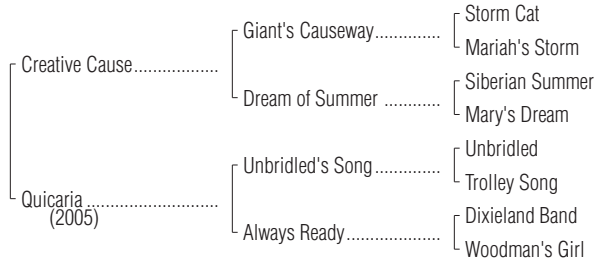 Storm Cat
Giant's Causeway..............
Mariah's Storm
Creative Cause..................
Siberian Summer
Dream of Summer ............
Mary's Dream
Unbridled
Unbridled's Song..............
Trolley Song
Quicaria ............................
(2005)
Dixieland Band
Always Ready....................
Woodman's Girl